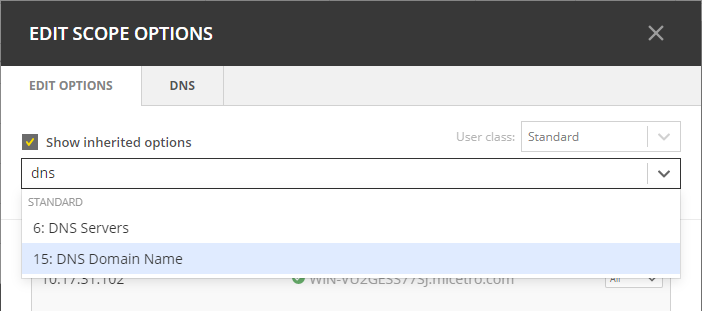 EDIT SCOPE OPTIONS
EDIT OPTIONS DNS
Show inherited options User class: Standard
dns
STANDARD
6: DNS Servers
15: DNS Domain Name
10.17.31.102 WIN-VU2GESS77SJ.micetro.com All